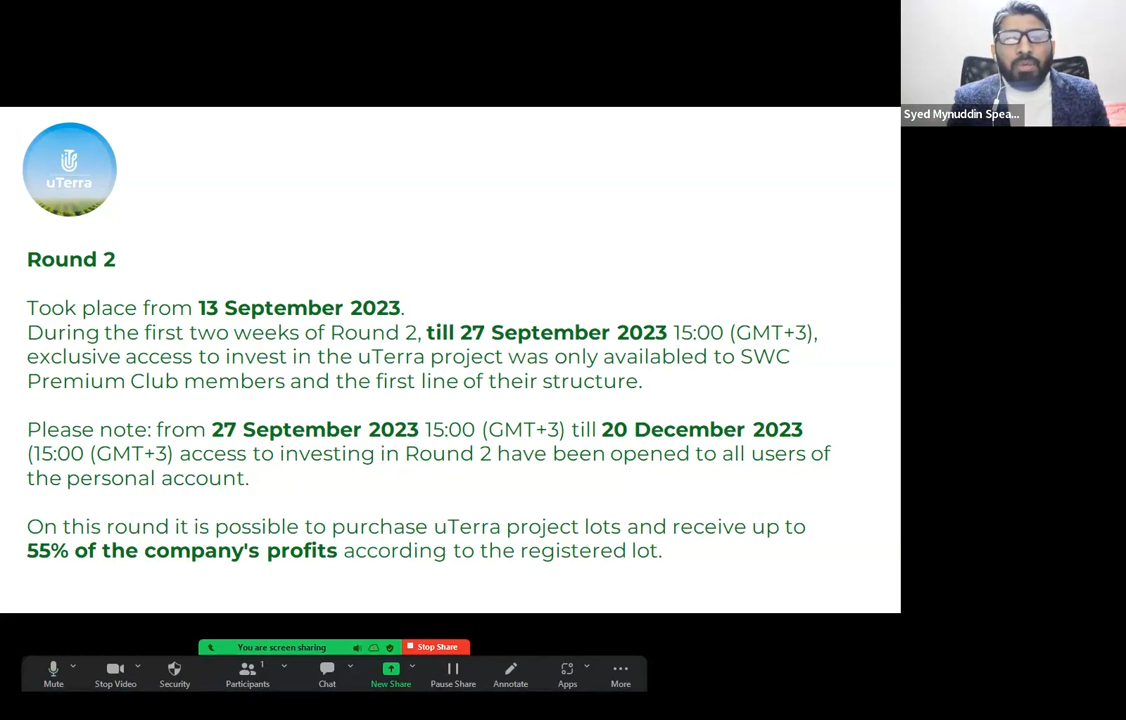 Syed Mynuddin Spea...
uTerra
Round 2
Took place from 13 September 2023.
During the first two weeks of Round 2, till 27 September 2023 15:00 (GMT+3),
exclusive access to invest in the uTerra project was only availabled to SWC
Premium Club members and the first line of their structure.
Please note: from 27 September 2023 15:00 (GMT+3) till 20 December 2023
(15:00 (GMT+3) access to investing in Round 2 have been opened to all users of
the personal account.
On this round it is possible to purchase uTerra project lots and receive up to
55% of the company's profits according to the registered lot.
You are screen sharing Stop Share
1
Mute Stop Video Security Participants Chat New Share Pause Share Annotate Apps More